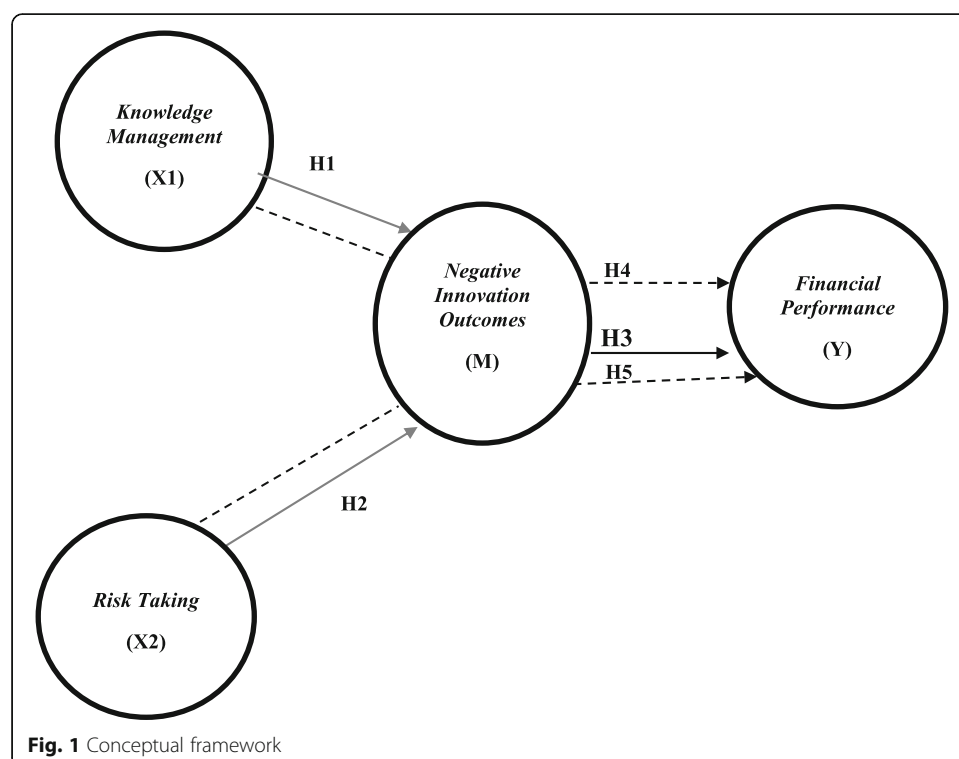 Knowledge
Management
(X1)
H1
Negative
Innovation
Outcomes
(M)
H4
H3
H5
Financial
Performance
(Y)
H2
Risk Taking
(X2)
Fig. 1 Conceptual framework